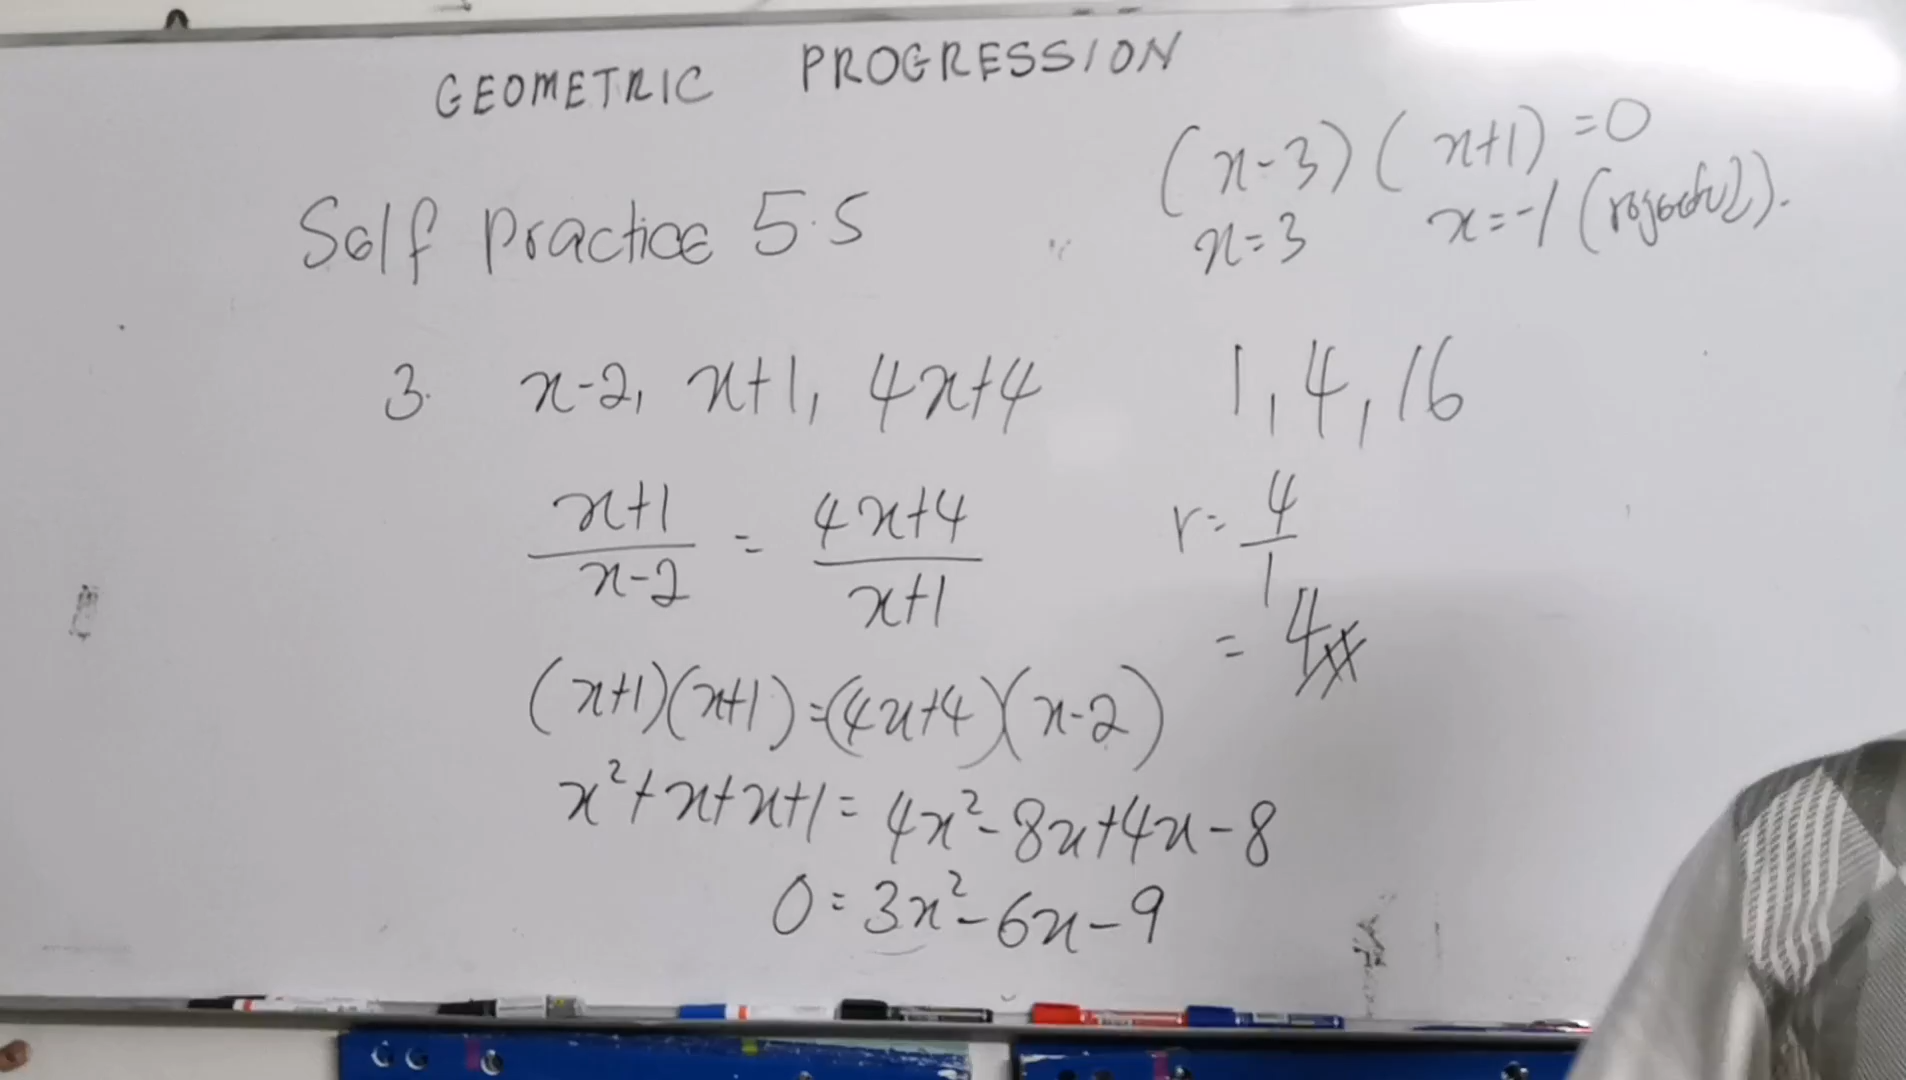 GEOMETRIC PROGRESSION
Self Practice 5.5
3. x-2, x+1, 4x+4
x+1/x-2 = 4x+4/x+1
(x+1)(x+1)=(4x+4)(x-2)
x²+x+x+1=4x²-8x+4x-8
0=3x²-6x-9
(x-3)(x+1)=0
x=3 x=-1 (rejected).
1, 4, 16
r=4/1
=4